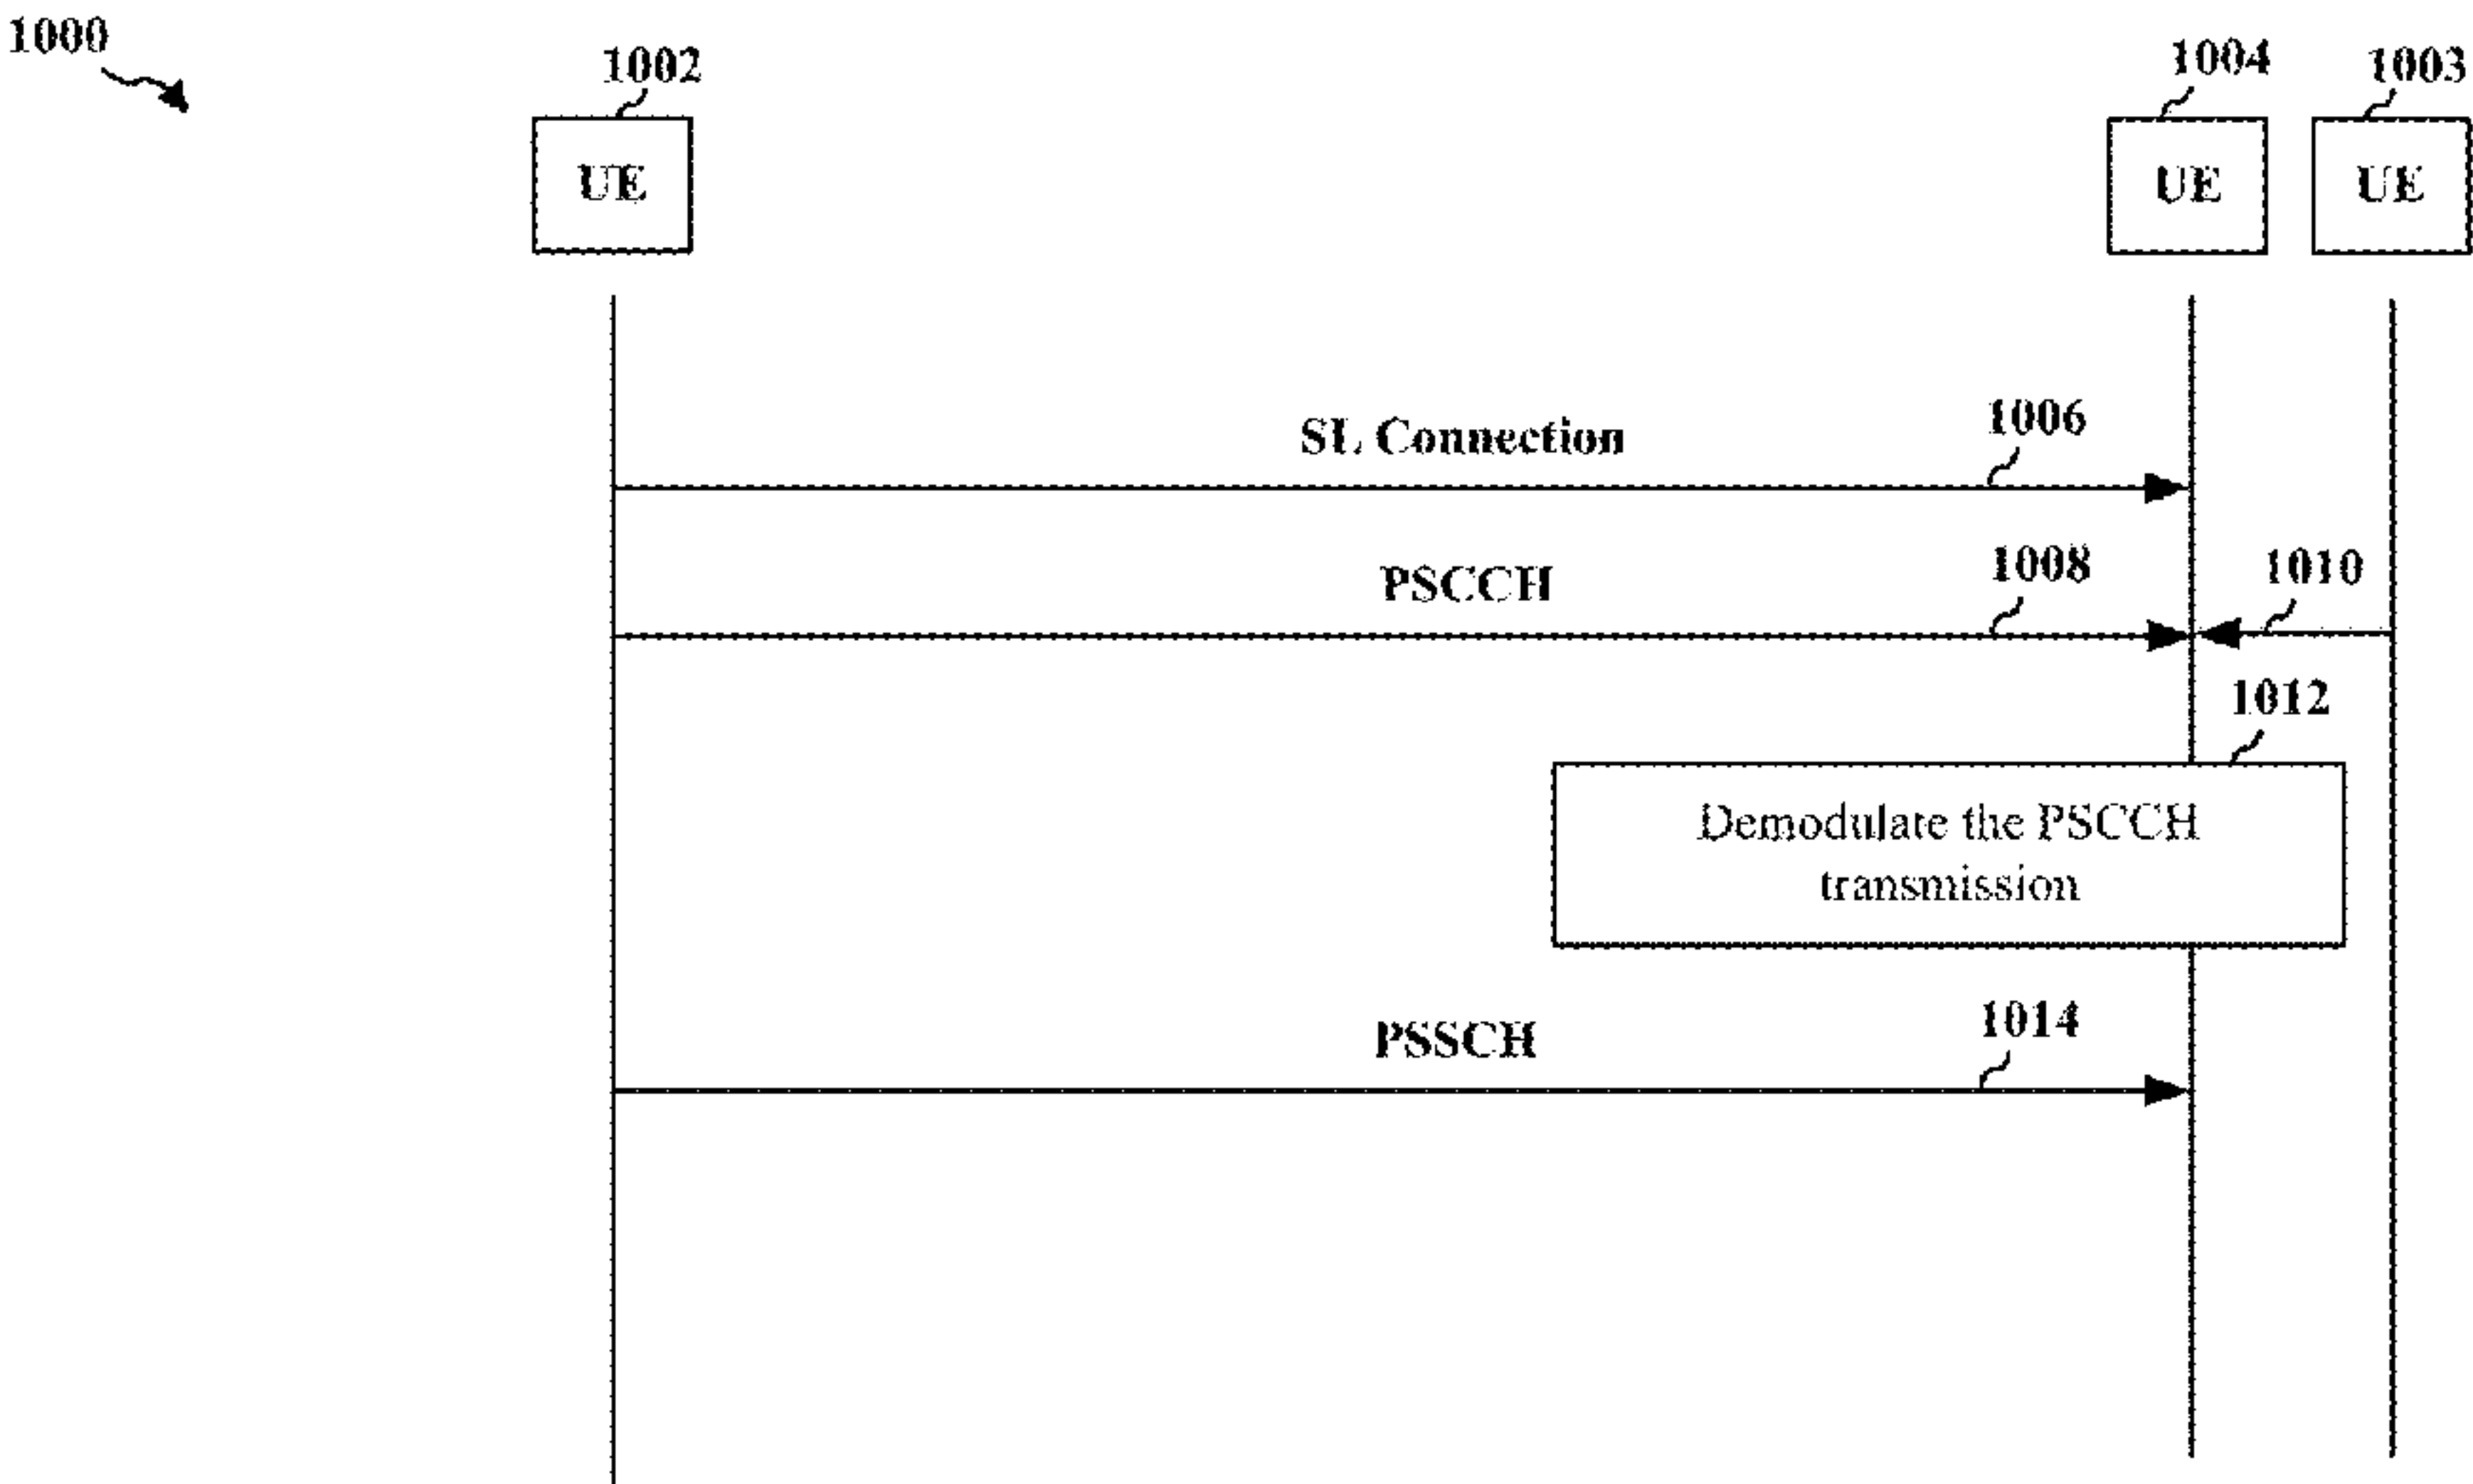 1000
1002
1004
1003
UE
UE
UE
SL Connection
1006
PSCCH
1008
1010
1012
Demodulate the PSCCH
transmission
PSSCH
1014